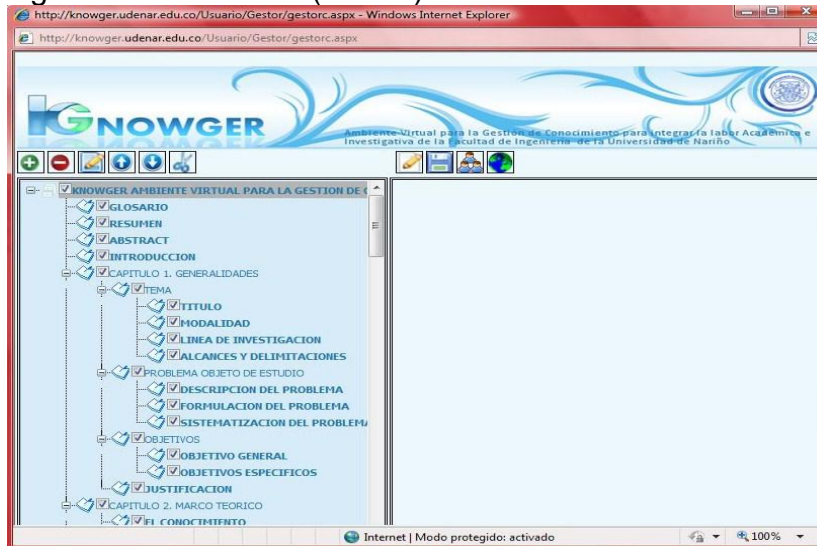 http://knowger.udenar.edu.co/Usuario/Gestor/gestorc.aspx - Windows Internet Explorer
http://knowger.udenar.edu.co/Usuario/Gestor/gestorc.aspx
KGNOWGER
Ambiente Virtual para la Gestión de Conocimiento para integrar la labor Académica e
Investigativa de la Facultad de Ingeniería de la Universidad de Nariño
KNOWGER AMBIENTE VIRTUAL PARA LA GESTION DE
GLOSARIO
RESUMEN
ABSTRACT
INTRODUCCION
CAPITULO 1. GENERALIDADES
TEMA
TITULO
MODALIDAD
LINEA DE INVESTIGACION
ALCANCES Y DELIMITACIONES
PROBLEMA OBJETO DE ESTUDIO
DESCRIPCION DEL PROBLEMA
FORMULACION DEL PROBLEMA
SISTEMATIZACION DEL PROBLEMA
OBJETIVOS
OBJETIVO GENERAL
OBJETIVOS ESPECIFICOS
JUSTIFICACION
CAPITULO 2. MARCO TEORICO
EL CONOCIMIENTO
Internet | Modo protegido: activado
100%